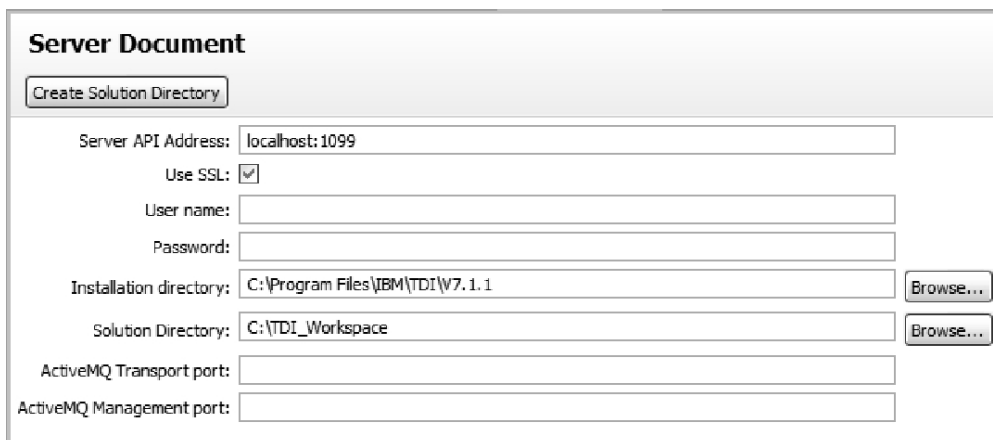 Server Document
Create Solution Directory
Server API Address: localhost:1099
Use SSL:
User name:
Password:
Installation directory: C:\Program Files\IBM\TDI\V7.1.1 Browse...
Solution Directory: C:\TDI_Workspace Browse...
ActiveMQ Transport port:
ActiveMQ Management port: